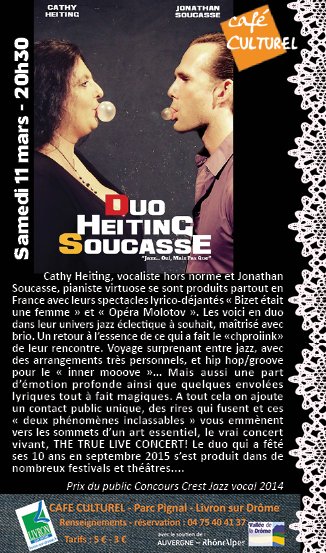 CATHY
HEITING
JONATHAN
SOUCASSE
café
CULTUREL
Samedi 11 mars - 20h30
DUO
HEITING
SOUCASSE
"Jazz... Oui, Mais Pas Que"
Cathy Heiting, vocaliste hors norme et Jonathan
Soucasse, pianiste virtuose se sont produits partout en
France avec leurs spectacles lyrico-déjantés « Bizet était
une femme » et « Opéra Molotov ». Les voici en duo
dans leur univers jazz éclectique à souhait, maitrisé avec
brio. Un retour à l'essence de ce qui a fait le «chproiink»
de leur rencontre. Voyage surprenant entre jazz, avec
des arrangements très personnels, et hip hop/groove
pour le « inner mooove »... Mais aussi une part
d'émotion profonde ainsi que quelques envolées
lyriques tout à fait magiques. A tout cela on ajoute
un contact public unique, des rires qui fusent et ces
« deux phénomènes inclassables » vous emmènent
vers les sommets d'un art essentiel, le vrai concert
vivant, THE TRUE LIVE CONCERT! Le duo qui a fêté
ses 10 ans en septembre 2015 s'est produit dans de
nombreux festivals et théâtres....
Prix du public Concours Crest Jazz vocal 2014
CAFE CULTUREL - Parc Pignal - Livron sur Drôme
Renseignements - réservation : 04 75 40 41 37
Tarifs : 5 € - 3 €
avec le soutien de :
AUVERGNE – RhôneAlpes
Vallée de
la Drôme
LIVRON